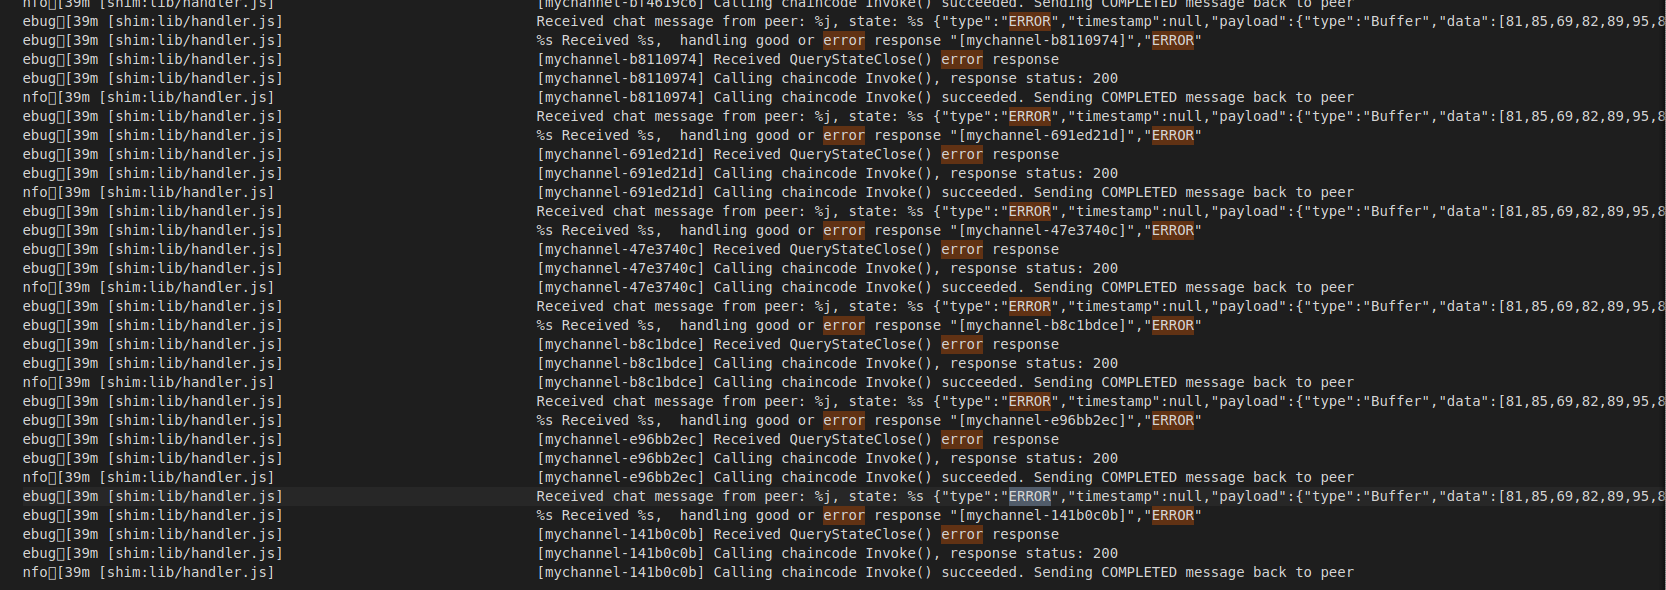 nfo[39m [shim:lib/handler.js] [mychannel-bf4619c6] Calling chaincode Invoke() succeeded. Sending COMPLETED message back to peer
ebug[39m [shim:lib/handler.js] Received chat message from peer: %j, state: %s {"type":"ERROR","timestamp":null,"payload":{"type":"Buffer","data":[81,85,69,82,89,95,8
ebug[39m [shim:lib/handler.js] %s Received %s,  handling good or error response "[mychannel-b8110974]","ERROR"
ebug[39m [shim:lib/handler.js] [mychannel-b8110974] Received QueryStateClose() error response
ebug[39m [shim:lib/handler.js] [mychannel-b8110974] Calling chaincode Invoke(), response status: 200
nfo[39m [shim:lib/handler.js] [mychannel-b8110974] Calling chaincode Invoke() succeeded. Sending COMPLETED message back to peer
ebug[39m [shim:lib/handler.js] Received chat message from peer: %j, state: %s {"type":"ERROR","timestamp":null,"payload":{"type":"Buffer","data":[81,85,69,82,89,95,8
ebug[39m [shim:lib/handler.js] %s Received %s,  handling good or error response "[mychannel-691ed21d]","ERROR"
ebug[39m [shim:lib/handler.js] [mychannel-691ed21d] Received QueryStateClose() error response
ebug[39m [shim:lib/handler.js] [mychannel-691ed21d] Calling chaincode Invoke(), response status: 200
nfo[39m [shim:lib/handler.js] [mychannel-691ed21d] Calling chaincode Invoke() succeeded. Sending COMPLETED message back to peer
ebug[39m [shim:lib/handler.js] Received chat message from peer: %j, state: %s {"type":"ERROR","timestamp":null,"payload":{"type":"Buffer","data":[81,85,69,82,89,95,8
ebug[39m [shim:lib/handler.js] %s Received %s,  handling good or error response "[mychannel-47e3740c]","ERROR"
ebug[39m [shim:lib/handler.js] [mychannel-47e3740c] Received QueryStateClose() error response
ebug[39m [shim:lib/handler.js] [mychannel-47e3740c] Calling chaincode Invoke(), response status: 200
nfo[39m [shim:lib/handler.js] [mychannel-47e3740c] Calling chaincode Invoke() succeeded. Sending COMPLETED message back to peer
ebug[39m [shim:lib/handler.js] Received chat message from peer: %j, state: %s {"type":"ERROR","timestamp":null,"payload":{"type":"Buffer","data":[81,85,69,82,89,95,8
ebug[39m [shim:lib/handler.js] %s Received %s,  handling good or error response "[mychannel-b8c1bdce]","ERROR"
ebug[39m [shim:lib/handler.js] [mychannel-b8c1bdce] Received QueryStateClose() error response
ebug[39m [shim:lib/handler.js] [mychannel-b8c1bdce] Calling chaincode Invoke(), response status: 200
nfo[39m [shim:lib/handler.js] [mychannel-b8c1bdce] Calling chaincode Invoke() succeeded. Sending COMPLETED message back to peer
ebug[39m [shim:lib/handler.js] Received chat message from peer: %j, state: %s {"type":"ERROR","timestamp":null,"payload":{"type":"Buffer","data":[81,85,69,82,89,95,8
ebug[39m [shim:lib/handler.js] %s Received %s,  handling good or error response "[mychannel-e96bb2ec]","ERROR"
ebug[39m [shim:lib/handler.js] [mychannel-e96bb2ec] Received QueryStateClose() error response
ebug[39m [shim:lib/handler.js] [mychannel-e96bb2ec] Calling chaincode Invoke(), response status: 200
nfo[39m [shim:lib/handler.js] [mychannel-e96bb2ec] Calling chaincode Invoke() succeeded. Sending COMPLETED message back to peer
ebug[39m [shim:lib/handler.js] Received chat message from peer: %j, state: %s {"type":"ERROR","timestamp":null,"payload":{"type":"Buffer","data":[81,85,69,82,89,95,8
ebug[39m [shim:lib/handler.js] %s Received %s,  handling good or error response "[mychannel-141b0c0b]","ERROR"
ebug[39m [shim:lib/handler.js] [mychannel-141b0c0b] Received QueryStateClose() error response
ebug[39m [shim:lib/handler.js] [mychannel-141b0c0b] Calling chaincode Invoke(), response status: 200
nfo[39m [shim:lib/handler.js] [mychannel-141b0c0b] Calling chaincode Invoke() succeeded. Sending COMPLETED message back to peer